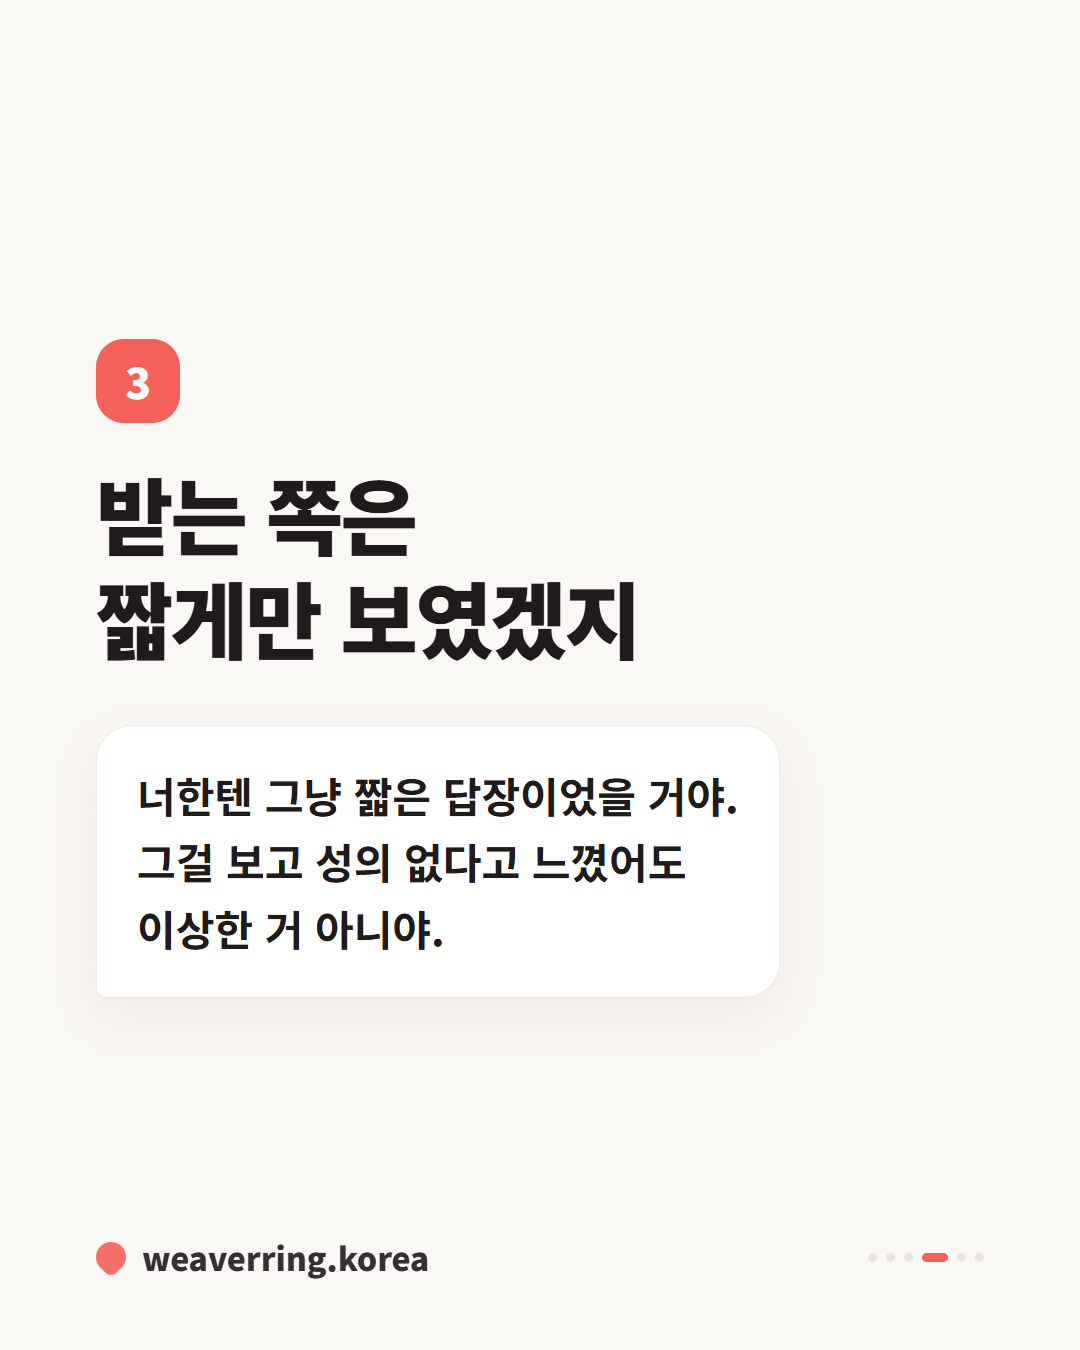 3
받는 쪽은
짧게만 보였겠지
너한텐 그냥 짧은 답장이었을 거야.
그걸 보고 성의 없다고 느꼈어도
이상한 거 아니야.
weaverring.korea